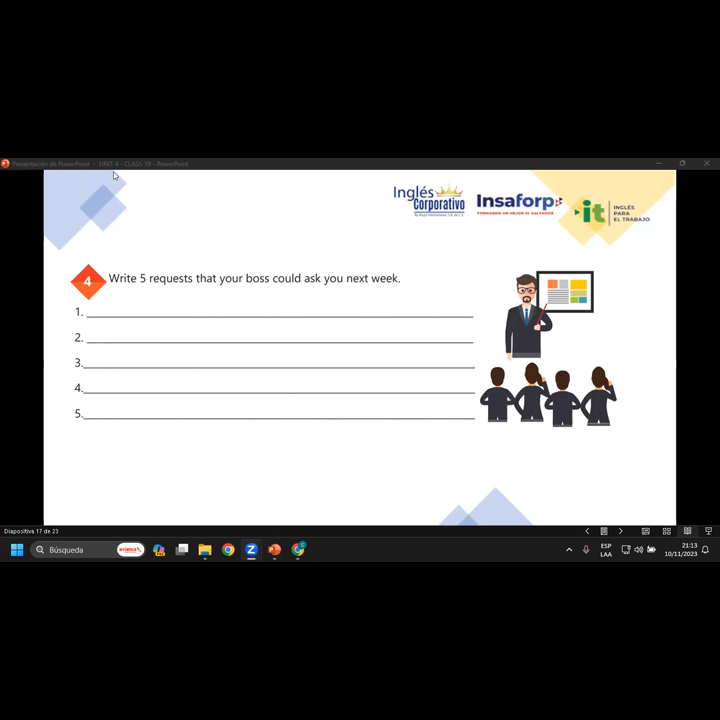 Presentación de PowerPoint - UNIT 4 - CLASS 19 - PowerPoint
Inglés
Corporativo
Insaforp
FORMANDO UN MEJOR EL SALVADOR
it
INGLÉS
PARA
EL TRABAJO
4
Write 5 requests that your boss could ask you next week.
1.
2.
3.
4.
5.
Diapositiva 17 de 23
Búsqueda
avianca
ESP
LAA
21:13
10/11/2023